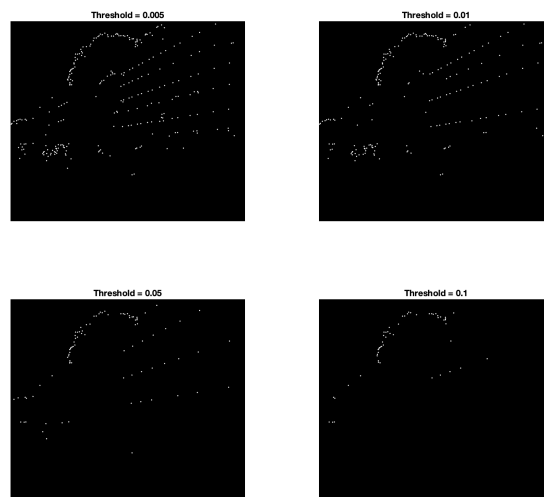 Threshold = 0.005
Threshold = 0.01
Threshold = 0.05
Threshold = 0.1